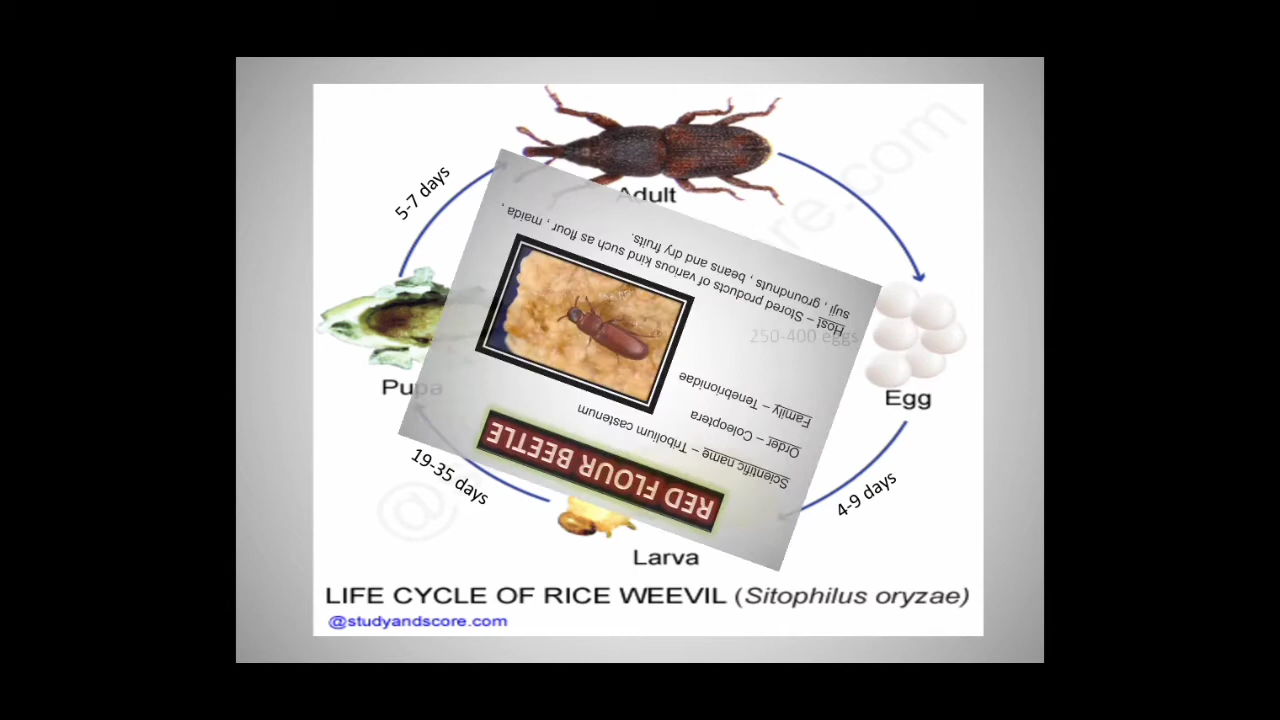 Adult
5-7 days
250-400 eggs
Egg
Pupa
19-35 days
4-9 days
Larva
LIFE CYCLE OF RICE WEEVIL (Sitophilus oryzae)
@studyandscore.com
RED FLOUR BEETLE
Scientific name – Tribolium castenum
Order – Coleoptera
Family – Tenebrionidae
Host – Stored products of various kind such as flour , maida ,
suji , groundnuts , beans and dry fruits.